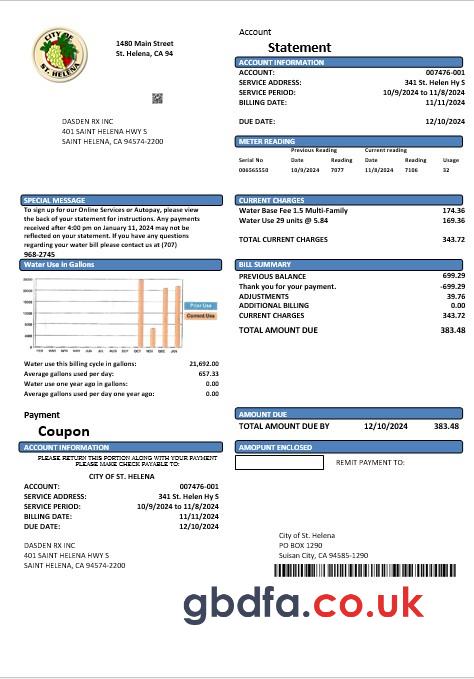 CITY OF
ST. HELENA
1480 Main Street
St. Helena, CA 94
DASDEN RX INC
401 SAINT HELENA HWY S
SAINT HELENA, CA 94574-2200
Account
Statement
ACCOUNT INFORMATION
ACCOUNT: 007476-001
SERVICE ADDRESS: 341 St. Helen Hy S
SERVICE PERIOD: 10/9/2024 to 11/8/2024
BILLING DATE: 11/11/2024
DUE DATE: 12/10/2024
METER READING
Previous Reading Current reading
Serial No Date Reading Date Reading Usage
006565550 10/9/2024 7077 11/8/2024 7106 32
SPECIAL MESSAGE
To sign up for our Online Services or Autopay, please view
the back of your statement for instructions. Any payments
received after 4:00 pm on January 11, 2024 may not be
reflected on your statement. If you have any questions
regarding your water bill please contact us at (707)
968-2745
CURRENT CHARGES
Water Base Fee 1.5 Multi-Family 174.36
Water Use 29 units @ 5.84 169.36
TOTAL CURRENT CHARGES 343.72
Water Use in Gallons
Prior Use
Current Use
FEB MAR APR MAY JUN JUL AUG SEP OCT NOV DEC JAN
Water use this billing cycle in gallons: 21,692.00
Average gallons used per day: 657.33
Water use one year ago in gallons: 0.00
Average gallons used per day one year ago: 0.00
BILL SUMMARY
PREVIOUS BALANCE 699.29
Thank you for your payment. -699.29
ADJUSTMENTS 39.76
ADDITIONAL BILLING 0.00
CURRENT CHARGES 343.72
TOTAL AMOUNT DUE 383.48
Payment
Coupon
ACCOUNT INFORMATION
PLEASE RETURN THIS PORTION ALONG WITH YOUR PAYMENT
PLEASE MAKE CHECK PAYABLE TO:
CITY OF ST. HELENA
ACCOUNT: 007476-001
SERVICE ADDRESS: 341 St. Helen Hy S
SERVICE PERIOD: 10/9/2024 to 11/8/2024
BILLING DATE: 11/11/2024
DUE DATE: 12/10/2024
DASDEN RX INC
401 SAINT HELENA HWY S
SAINT HELENA, CA 94574-2200
AMOUNT DUE
TOTAL AMOUNT DUE BY 12/10/2024 383.48
AMOPUNT ENCLOSED
REMIT PAYMENT TO:
City of St. Helena
PO BOX 1290
Suisan City, CA 94585-1290
gbdfa.co.uk